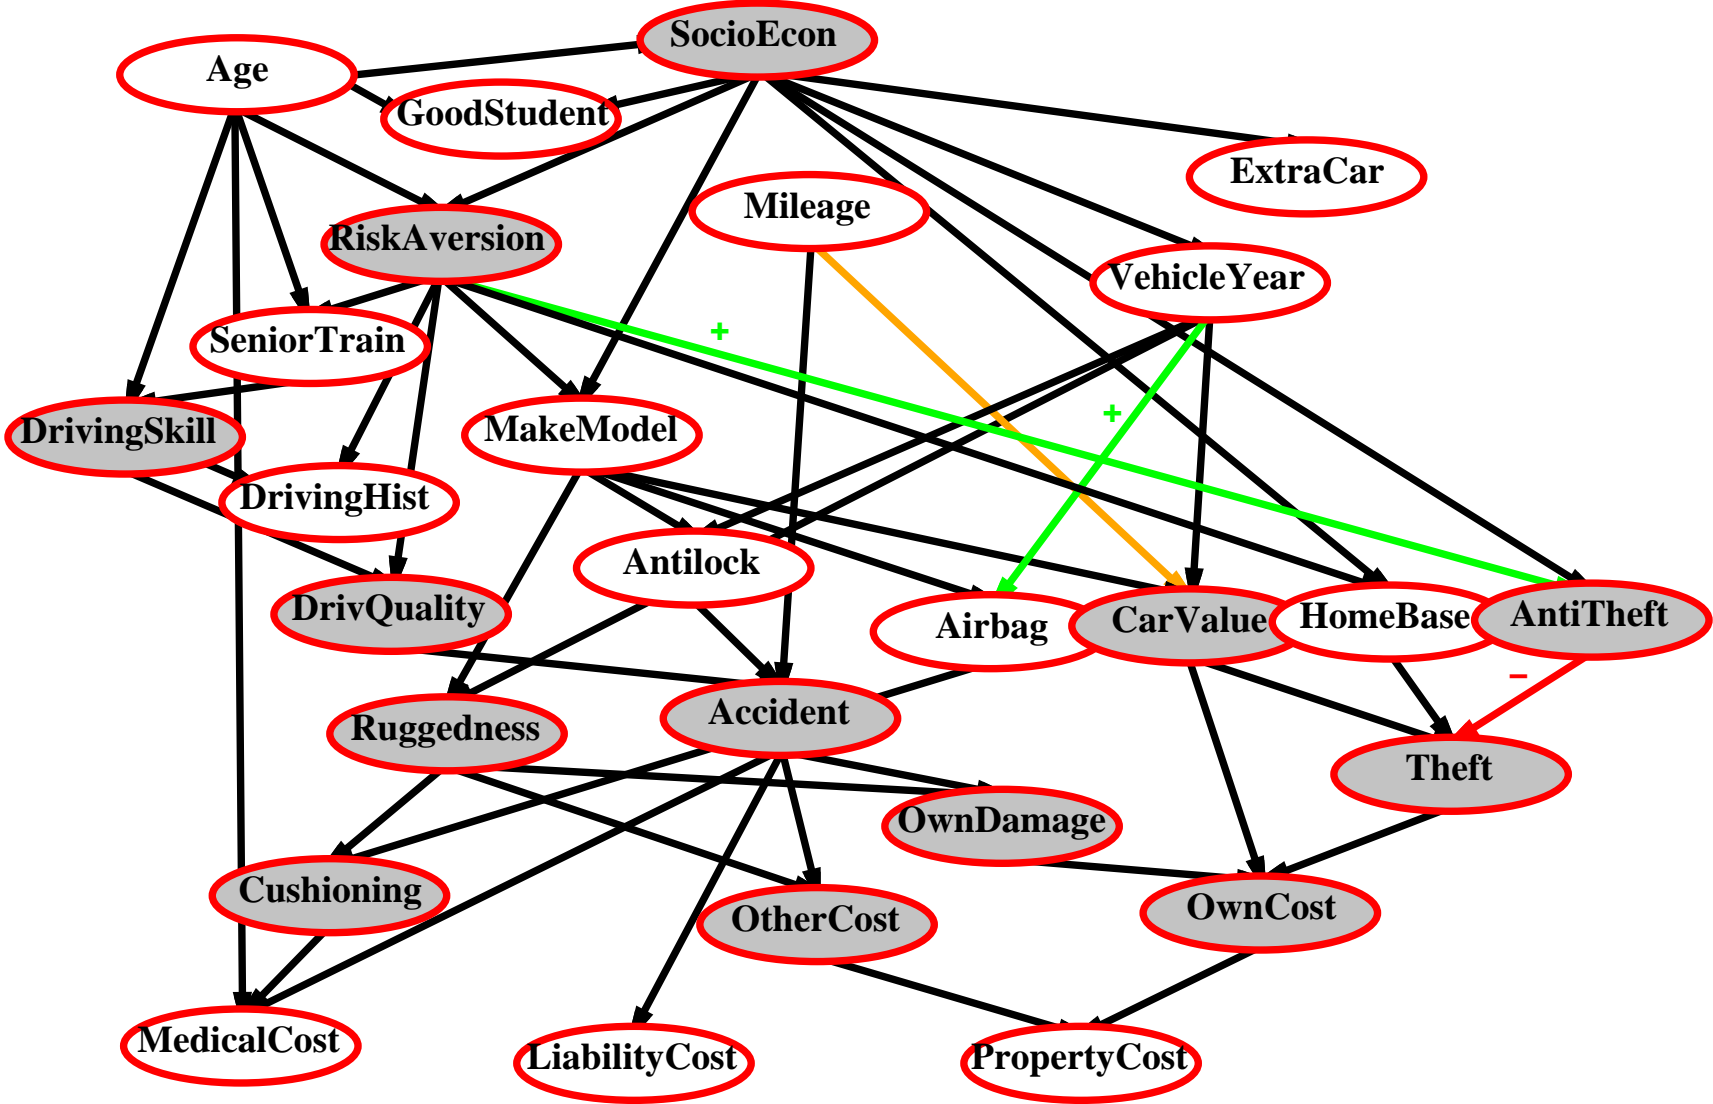 SocioEcon
Age
GoodStudent
ExtraCar
Mileage
RiskAversion
VehicleYear
+
SeniorTrain
+
DrivingSkill
MakeModel
DrivingHist
Antilock
DrivQuality
Airbag
CarValue
HomeBase
AntiTheft
−
Ruggedness
Accident
Theft
OwnDamage
Cushioning
OtherCost
OwnCost
MedicalCost
LiabilityCost
PropertyCost